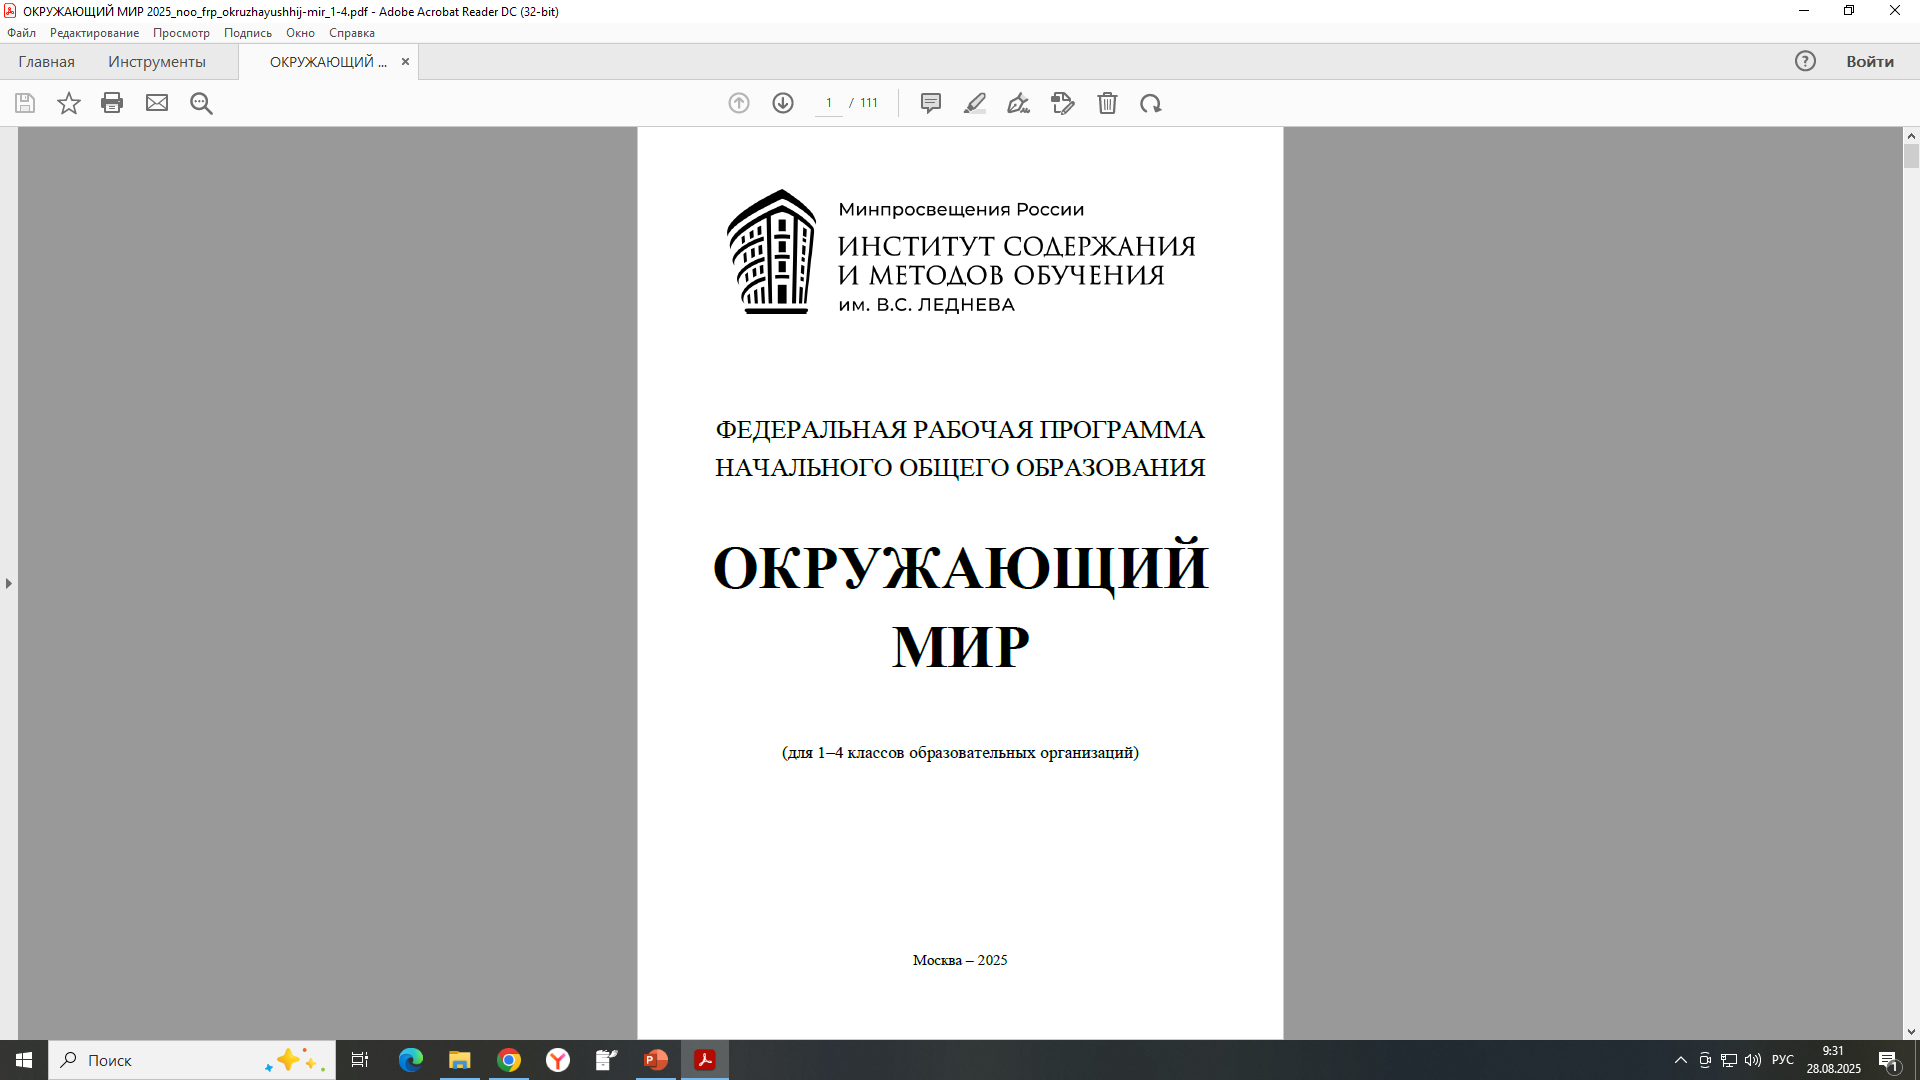 ОКРУЖАЮЩИЙ МИР 2025_noo_frp_okruzhayushhij-mir_1-4.pdf - Adobe Acrobat Reader DC (32-bit)
Файл Редактирование Просмотр Подпись Окно Справка
Главная Инструменты ОКРУЖАЮЩИЙ ... × ? Войти
1 / 111
Минпросвещения России
ИНСТИТУТ СОДЕРЖАНИЯ
И МЕТОДОВ ОБУЧЕНИЯ
им. В.С. ЛЕДНЕВА
ФЕДЕРАЛЬНАЯ РАБОЧАЯ ПРОГРАММА
НАЧАЛЬНОГО ОБЩЕГО ОБРАЗОВАНИЯ
ОКРУЖАЮЩИЙ
МИР
(для 1–4 классов образовательных организаций)
Москва – 2025
Поиск
РУС
9:31
28.08.2025
1